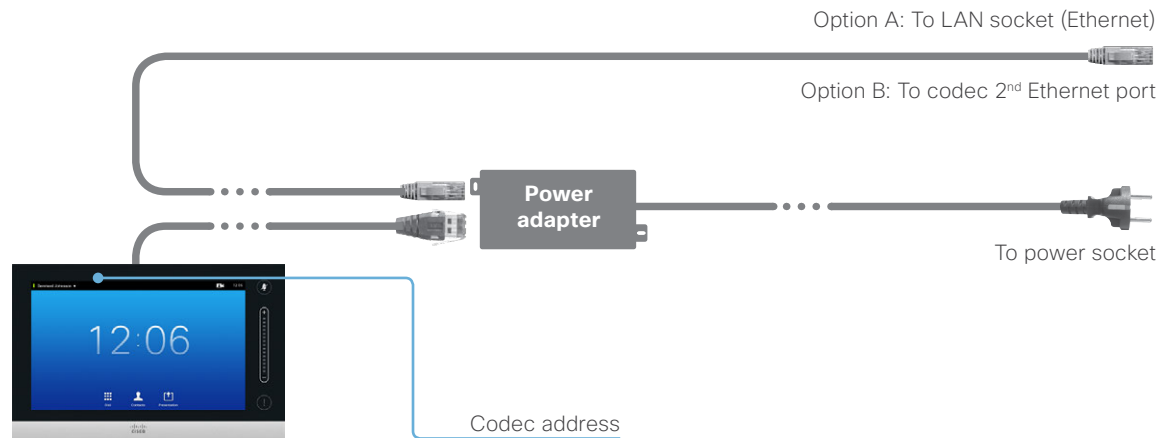 Option A: To LAN socket (Ethernet)
Option B: To codec 2nd Ethernet port
Power
adapter
To power socket
12:06
Codec address